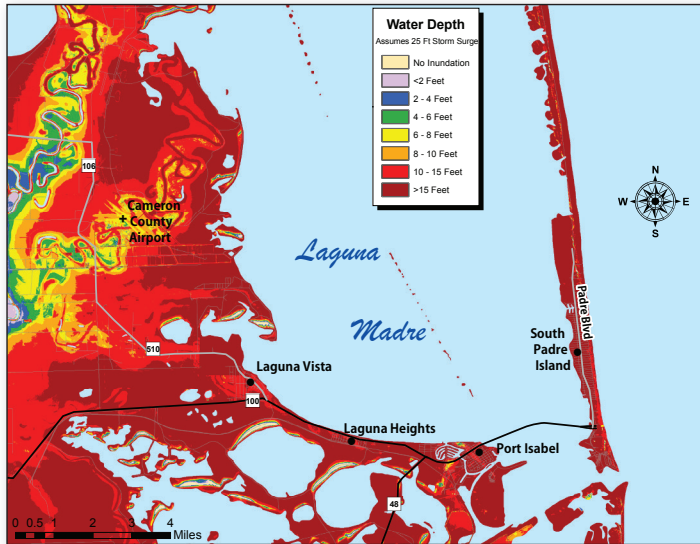 Water Depth
Assumes 25 Ft Storm Surge
No Inundation
<2 Feet
2 - 4 Feet
4 - 6 Feet
6 - 8 Feet
8 - 10 Feet
10 - 15 Feet
>15 Feet
N
W
E
S
106
Cameron
County
Airport
Laguna
Madre
Padre Blvd
South
Padre
Island
510
Laguna Vista
100
Laguna Heights
Port Isabel
48
0 0.5 1 2 3 4
Miles